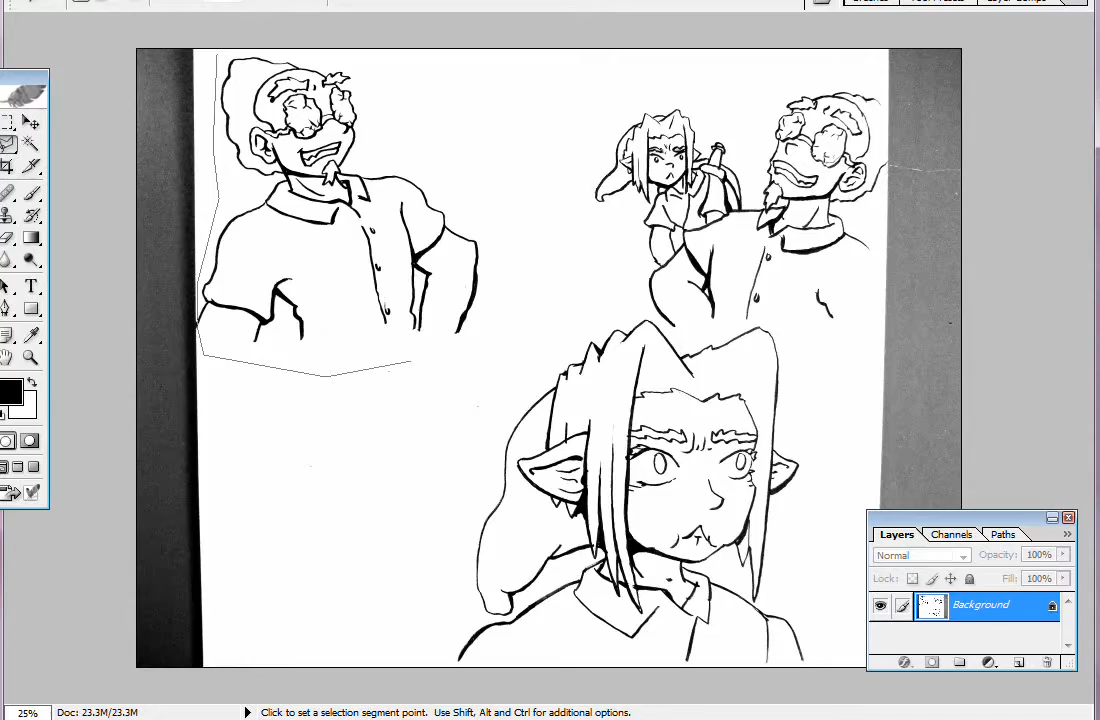 Layers
Channels
Paths
Normal
Opacity:
100%
Lock:
Fill:
100%
Background
25%
Doc: 23.3M/23.3M
Click to set a selection segment point. Use Shift, Alt and Ctrl for additional options.